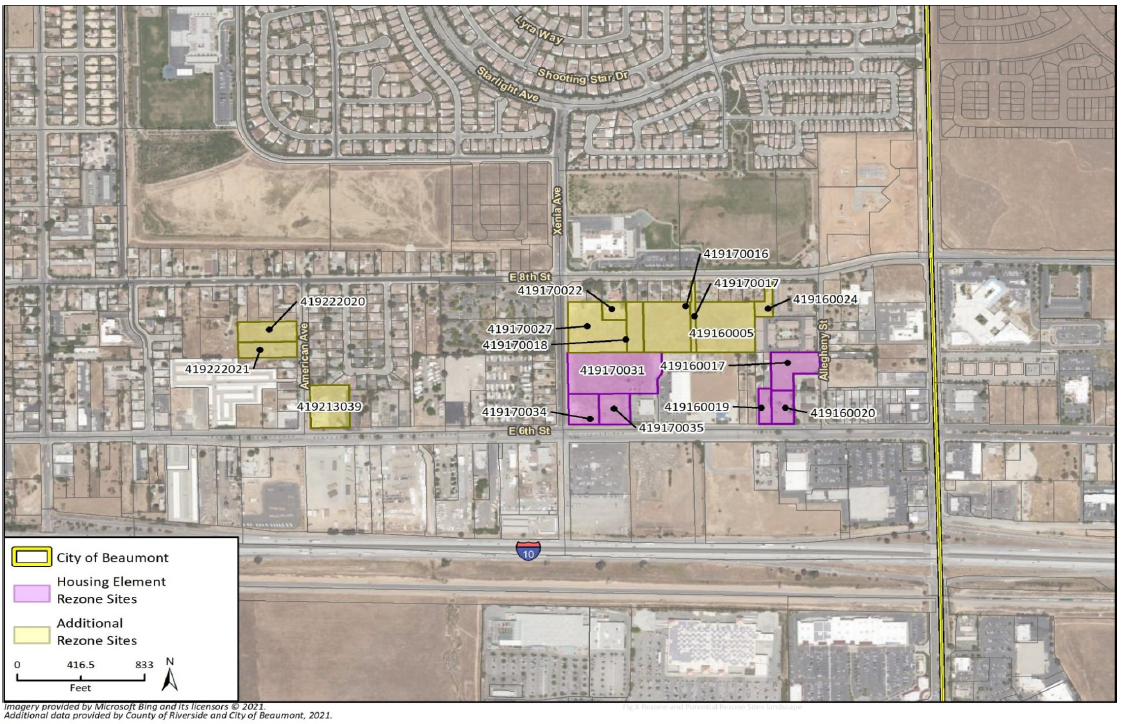 Lyra Way
Shooting Star Dr
Starlight Ave
Xenia Ave
E 8th St
419170016
419170022
419170017
419222020
419160024
419170027
419160005
419170018
American Ave
Allegheny St
419222021
419170031
419160017
419213039
419170034
419160019
419160020
419170035
E 6th St
10
City of Beaumont
Housing Element
Rezone Sites
Additional
Rezone Sites
0 416.5 833
Feet
N
Imagery provided by Microsoft Bing and its licensors © 2021.
Additional data provided by County of Riverside and City of Beaumont, 2021.